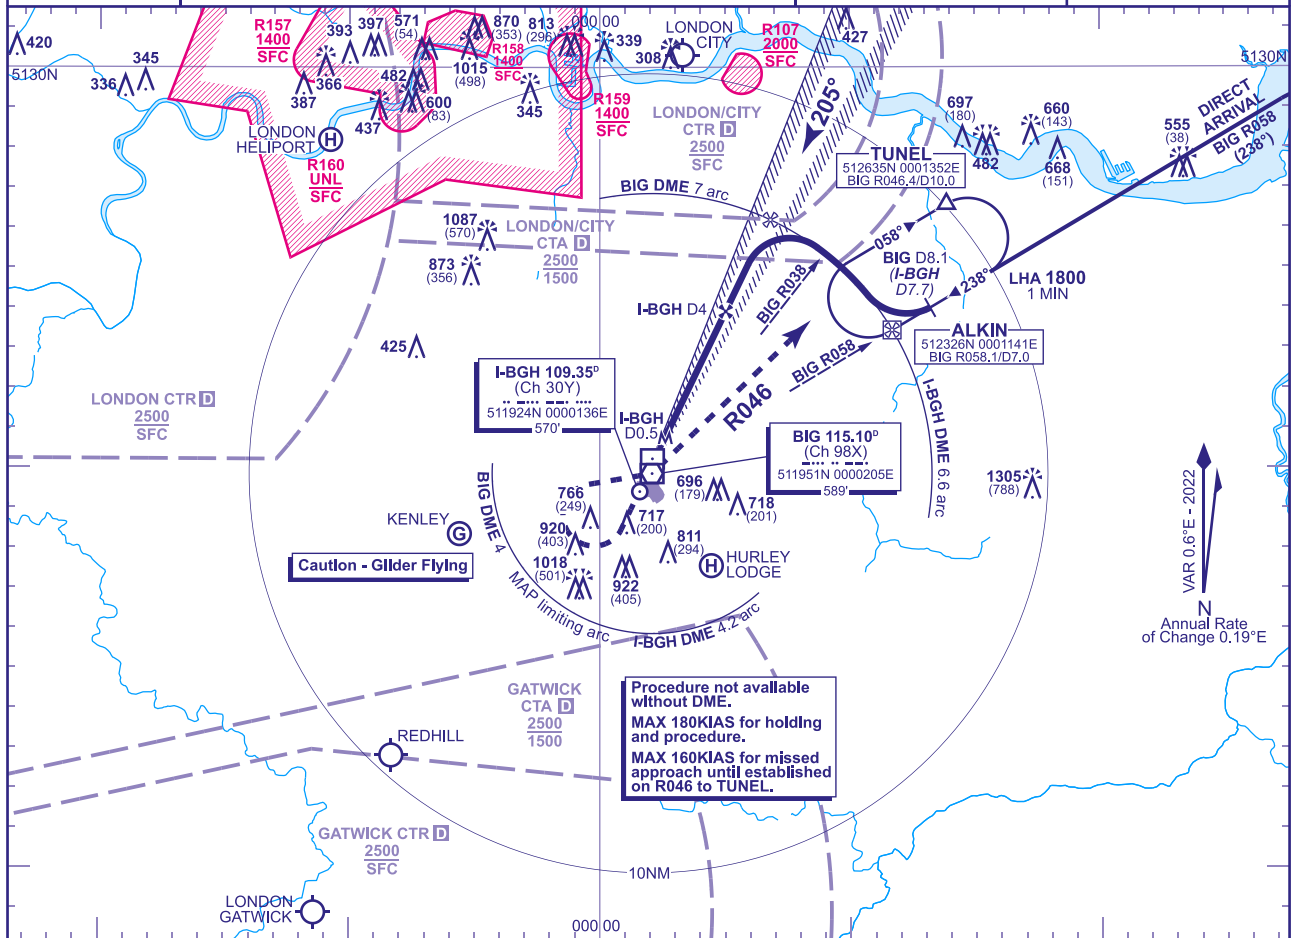 420
336
345
5130N
R157
1400
SFC
393
397
571
(54)
366
387
482
437
600
(83)
870
(353)
R158
1400
SFC
1015
(498)
813
(296)
345
000 00
339
R159
1400
SFC
LONDON
CITY
308
R107
2000
SFC
427
5130N
LONDON
HELIPORT
H
R160
UNL
SFC
LONDON/CITY
CTR D
2500
SFC
205°
697
(180)
482
660
(143)
668
(151)
555
(38)
DIRECT
ARRIVAL
BIG R058
(238°)
TUNEL
512635N 0001352E
BIG R046.4/D10.0
BIG DME 7 arc
1087
(570)
873
(356)
LONDON/CITY
CTA D
2500
1500
058°
BIG D8.1
(I-BGH
D7.7)
238°
LHA 1800
1 MIN
I-BGH D4
BIG R038
BIG R058
R046
ALKIN
512326N 0001141E
BIG R058.1/D7.0
425
LONDON CTR D
2500
SFC
I-BGH 109.35D
(Ch 30Y)
511924N 0000136E
570'
I-BGH
D0.5
BIG 115.10D
(Ch 98X)
511951N 0000205E
589'
I-BGH DME 6.6 arc
1305
(788)
766
(249)
696
(179)
718
(201)
717
(200)
920
(403)
811
(294)
1018
(501)
922
(405)
KENLEY
G
BIG DME 4
MAP limiting arc
I-BGH DME 4.2 arc
H
HURLEY
LODGE
Caution - Glider Flying
VAR 0.6°E - 2022
N
Annual Rate
of Change 0.19°E
GATWICK
CTA D
2500
1500
Procedure not available
without DME.
MAX 180KIAS for holding
and procedure.
MAX 160KIAS for missed
approach until established
on R046 to TUNEL.
REDHILL
GATWICK CTR D
2500
SFC
10NM
LONDON
GATWICK
000 00